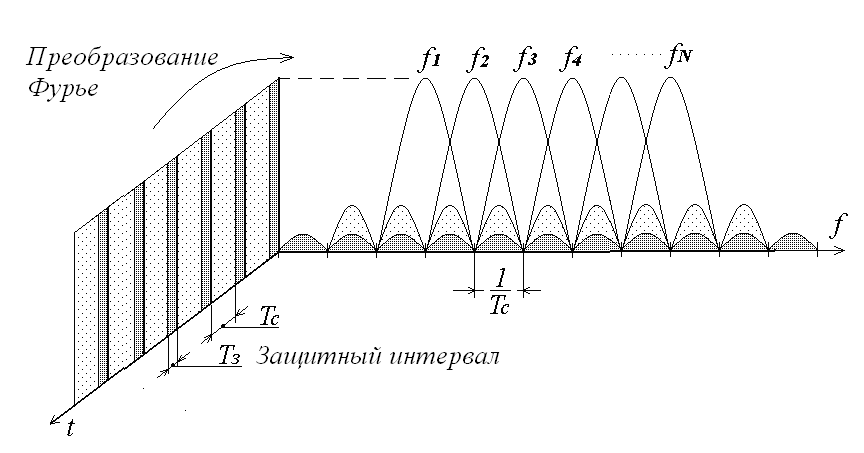 Преобразование
Фурье
f1 f2 f3 f4 ······ fN
f
1
Tc
Tc
Tз Защитный интервал
t